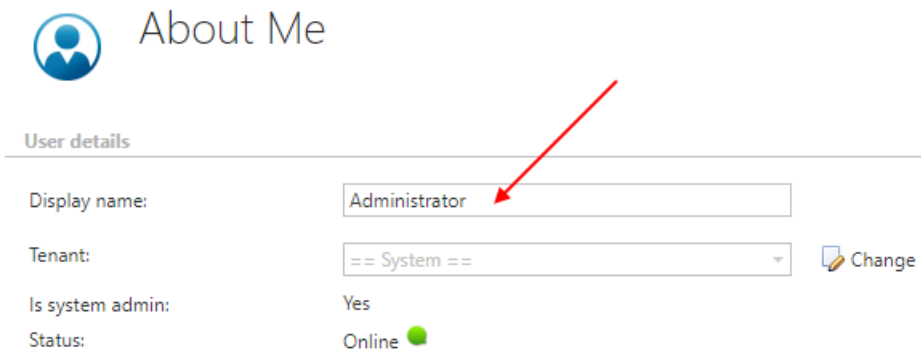 About Me
User details
Display name: Administrator
Tenant: == System == Change
Is system admin: Yes
Status: Online